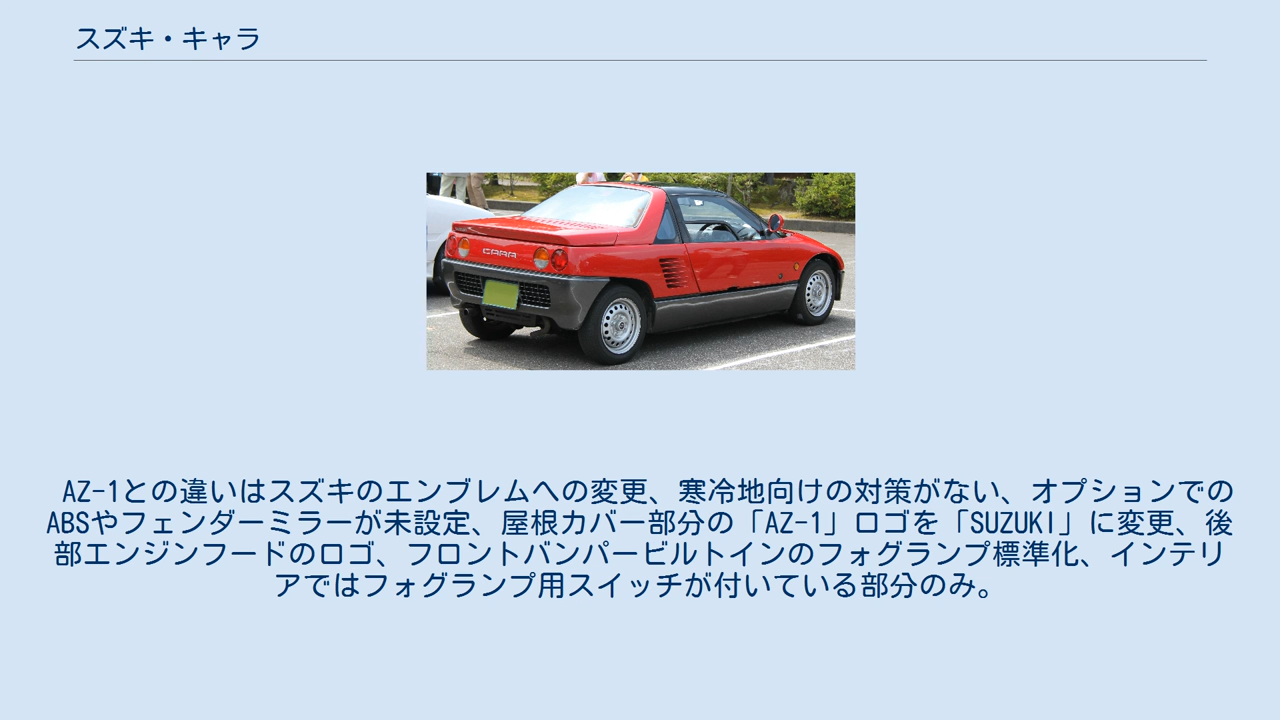 スズキ・キャラ
CARA
AZ-1との違いはスズキのエンブレムへの変更、寒冷地向けの対策がない、オプションでの
ABSやフェンダーミラーが未設定、屋根カバー部分の「AZ-1」ロゴを「SUZUKI」に変更、後
部エンジンフードのロゴ、フロントバンパービルトインのフォグランプ標準化、インテリ
アではフォグランプ用スイッチが付いている部分のみ。